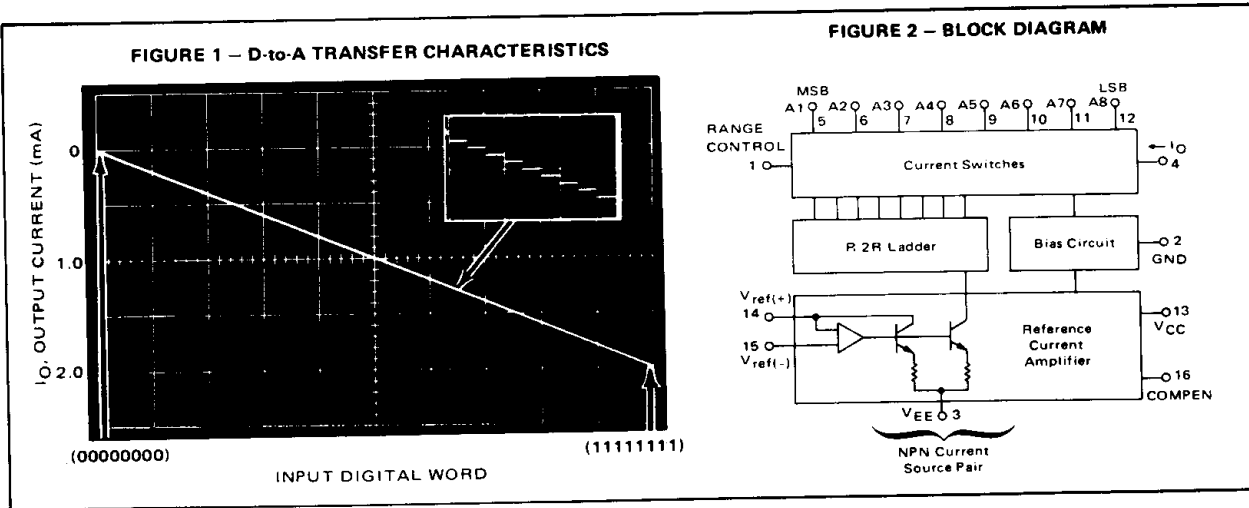 FIGURE 1 – D-to-A TRANSFER CHARACTERISTICS
IO, OUTPUT CURRENT (mA)
0
1.0
2.0
(00000000)
(11111111)
INPUT DIGITAL WORD
FIGURE 2 – BLOCK DIAGRAM
MSB
LSB
A1 A2 A3 A4 A5 A6 A7 A8
5 6 7 8 9 10 11 12
RANGE
CONTROL
1
Current Switches
IO
4
R 2R Ladder
Bias Circuit
2
GND
Vref(+)
14
15
Vref(-)
Reference
Current
Amplifier
13
VCC
16
COMPEN
VEE 3
NPN Current
Source Pair